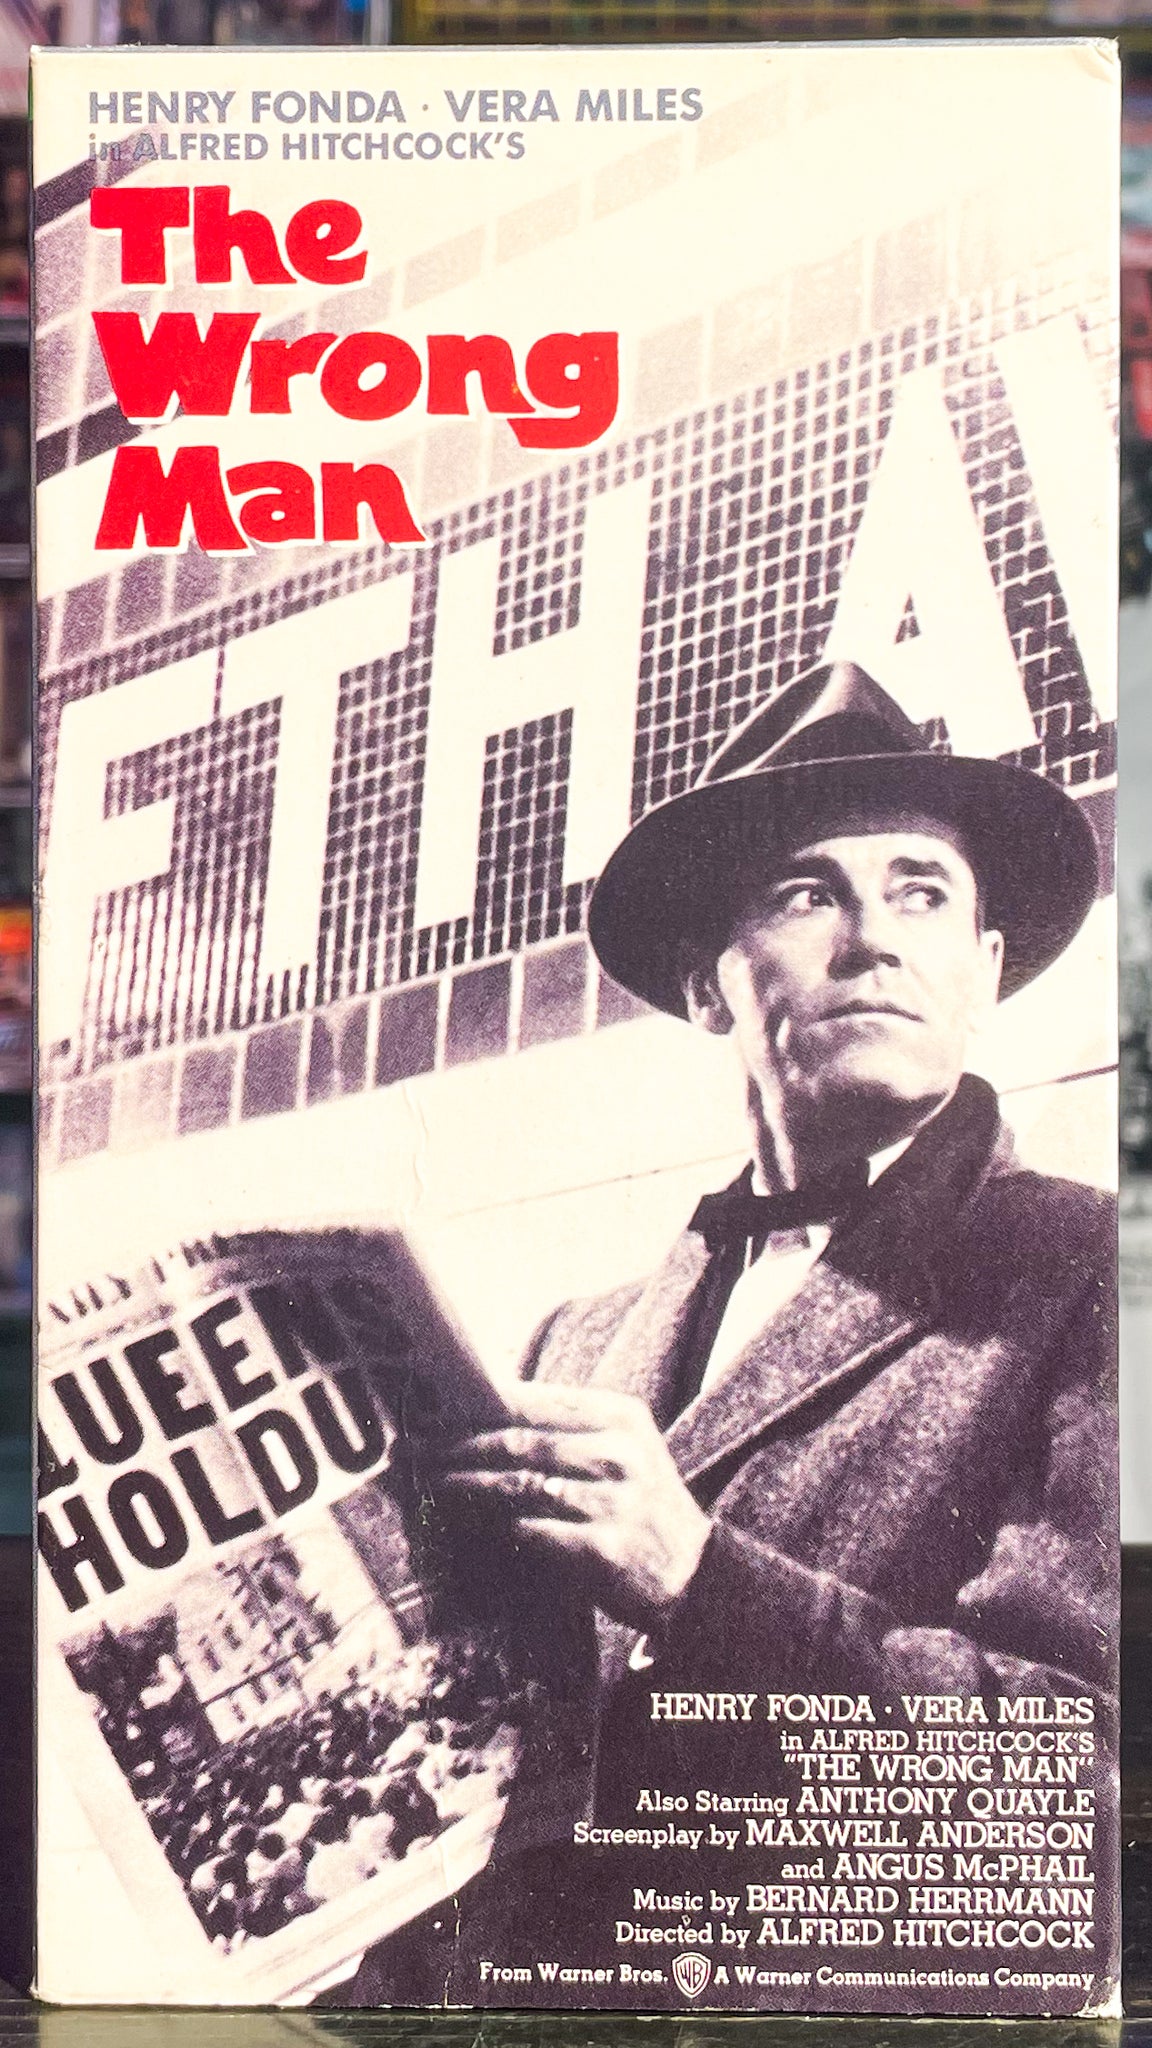 HENRY FONDA · VERA MILES
in ALFRED HITCHCOCK'S
The
Wrong
Man
ETHA
UEEN
HOLDU
HENRY FONDA · VERA MILES
in ALFRED HITCHCOCK'S
"THE WRONG MAN"
Also Starring ANTHONY QUAYLE
Screenplay by MAXWELL ANDERSON
and ANGUS McPHAIL
Music by BERNARD HERRMANN
Directed by ALFRED HITCHCOCK
From Warner Bros. WB A Warner Communications Company